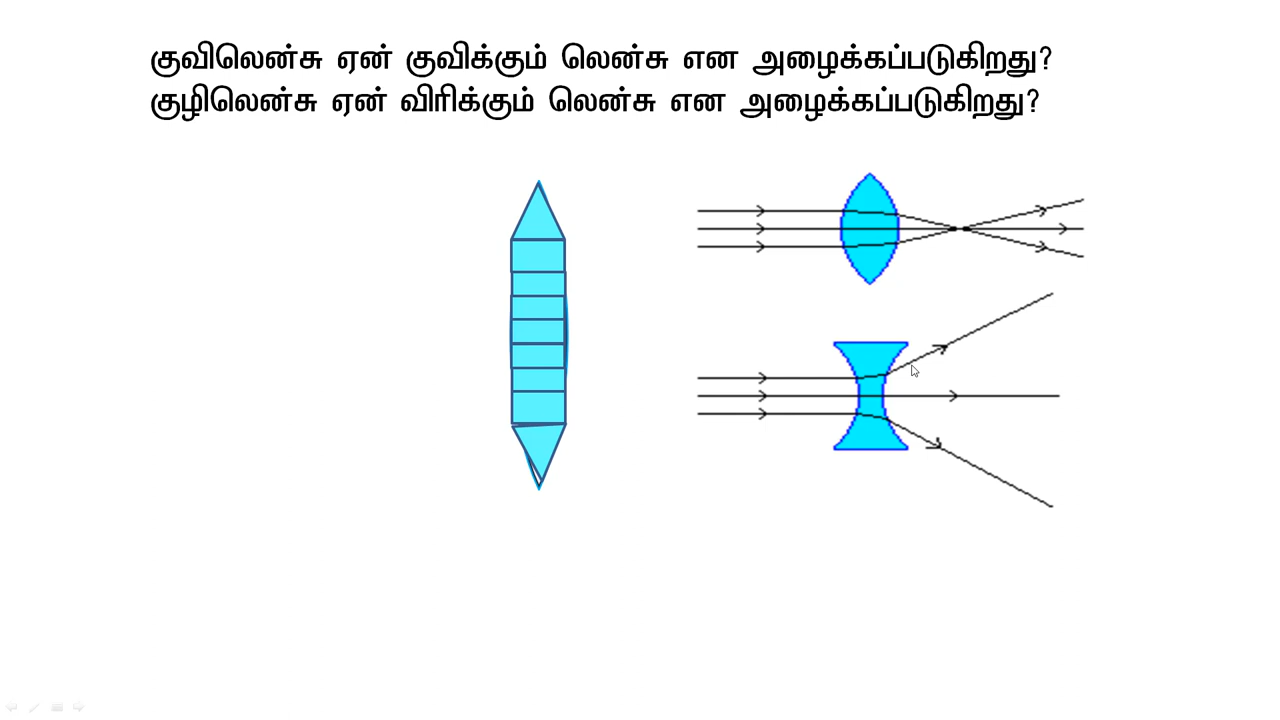 குவிலென்சு ஏன் குவிக்கும் லென்சு என அழைக்கப்படுகிறது?
குழிலென்சு ஏன் விரிக்கும் லென்சு என அழைக்கப்படுகிறது?